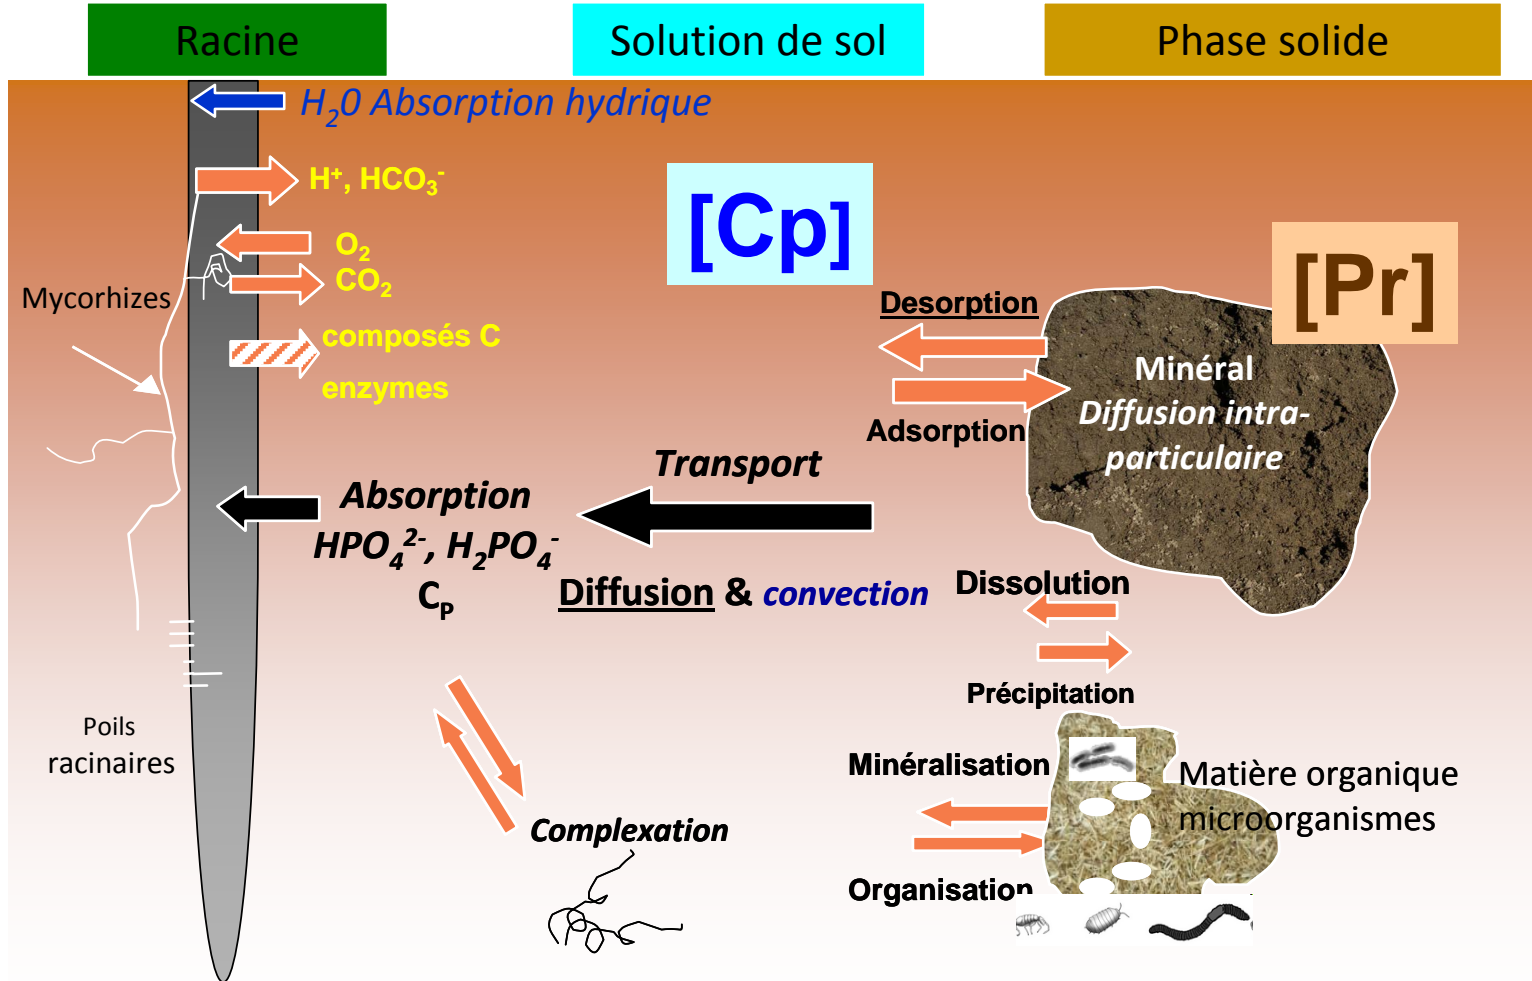 Racine
Solution de sol
Phase solide
H₂0 Absorption hydrique
H⁺, HCO₃⁻
[Cp]
O₂
CO₂
[Pr]
Mycorhizes
Desorption
composés C
enzymes
Minéral
Diffusion intra-
particulaire
Adsorption
Transport
Absorption
HPO₄²⁻, H₂PO₄⁻
C_P
Diffusion & convection
Dissolution
Précipitation
Poils
racinaires
Minéralisation
Matière organique
microorganismes
Complexation
Organisation